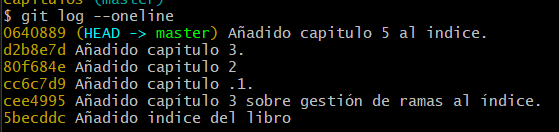 capitulos (master)
$ git log --oneline
0640889 (HEAD -> master) Añadido capitulo 5 al índice.
d2b8e7d Añadido capitulo 3.
80f684e Añadido capitulo 2
cc6c7d9 Añadido capitulo .1.
cee4995 Añadido capitulo 3 sobre gestión de ramas al índice.
5becddc Añadido indice del libro